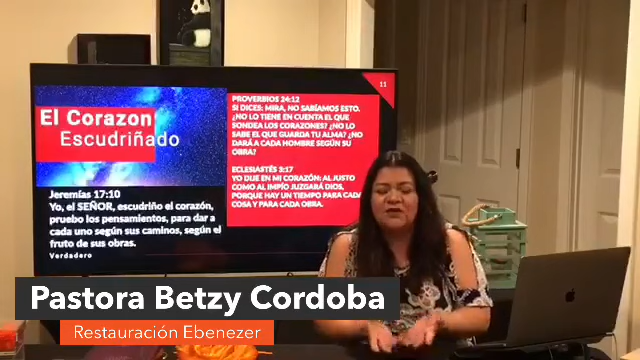 11
El Corazon
Escudriñado
Jeremías 17:10
Yo, el SEÑOR, escudriño el corazón,
pruebo los pensamientos, para dar a
cada uno según sus caminos, según el
fruto de sus obras.
Verdadero
PROVERBIOS 24:12
SI DICES: MIRA, NO SABÍAMOS ESTO.
¿NO LO TIENE EN CUENTA EL QUE
SONDEA LOS CORAZONES? ¿NO LO
SABE EL QUE GUARDA TU ALMA? ¿NO
DARÁ A CADA HOMBRE SEGÚN SU
OBRA?
ECLESIASTÉS 3:17
YO DIJE EN MI CORAZÓN: AL JUSTO
COMO AL IMPÍO JUZGARÁ DIOS,
PORQUE HAY UN TIEMPO PARA CADA
COSA Y PARA CADA OBRA.
Pastora Betzy Cordoba
Restauración Ebenezer